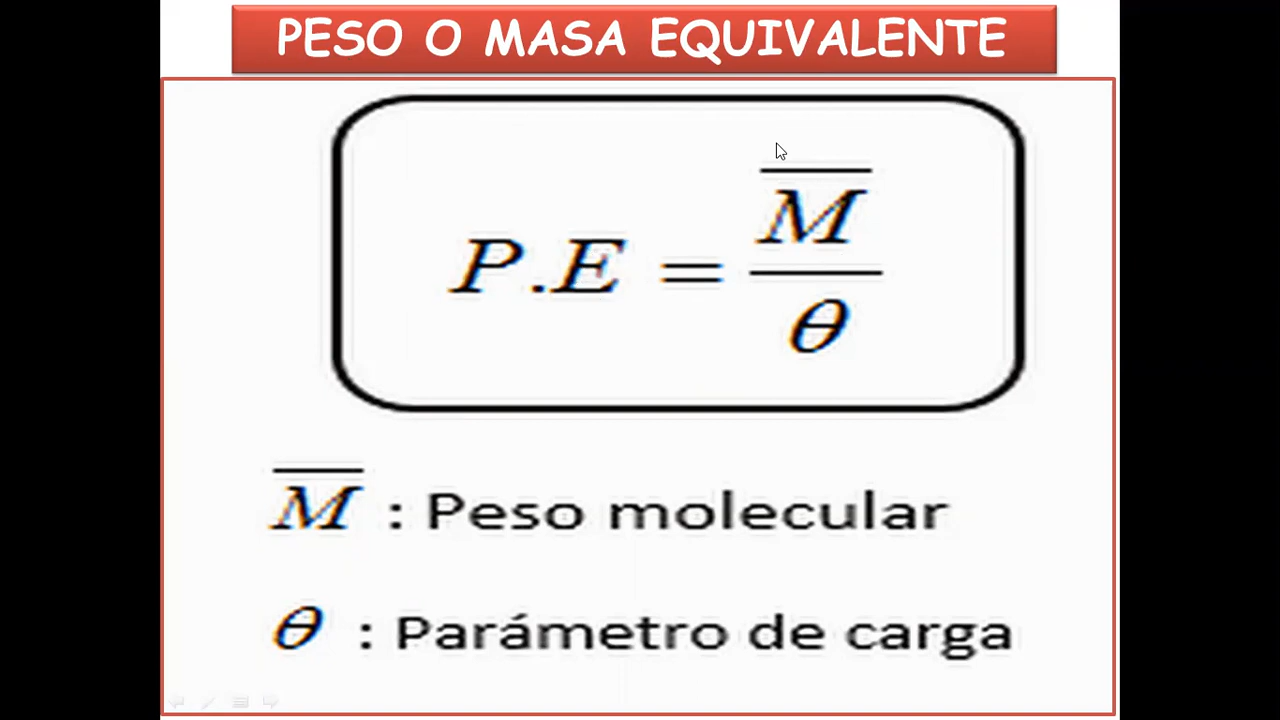 PESO O MASA EQUIVALENTE
P.E = M̅ / θ
M̅ : Peso molecular
θ : Parámetro de carga